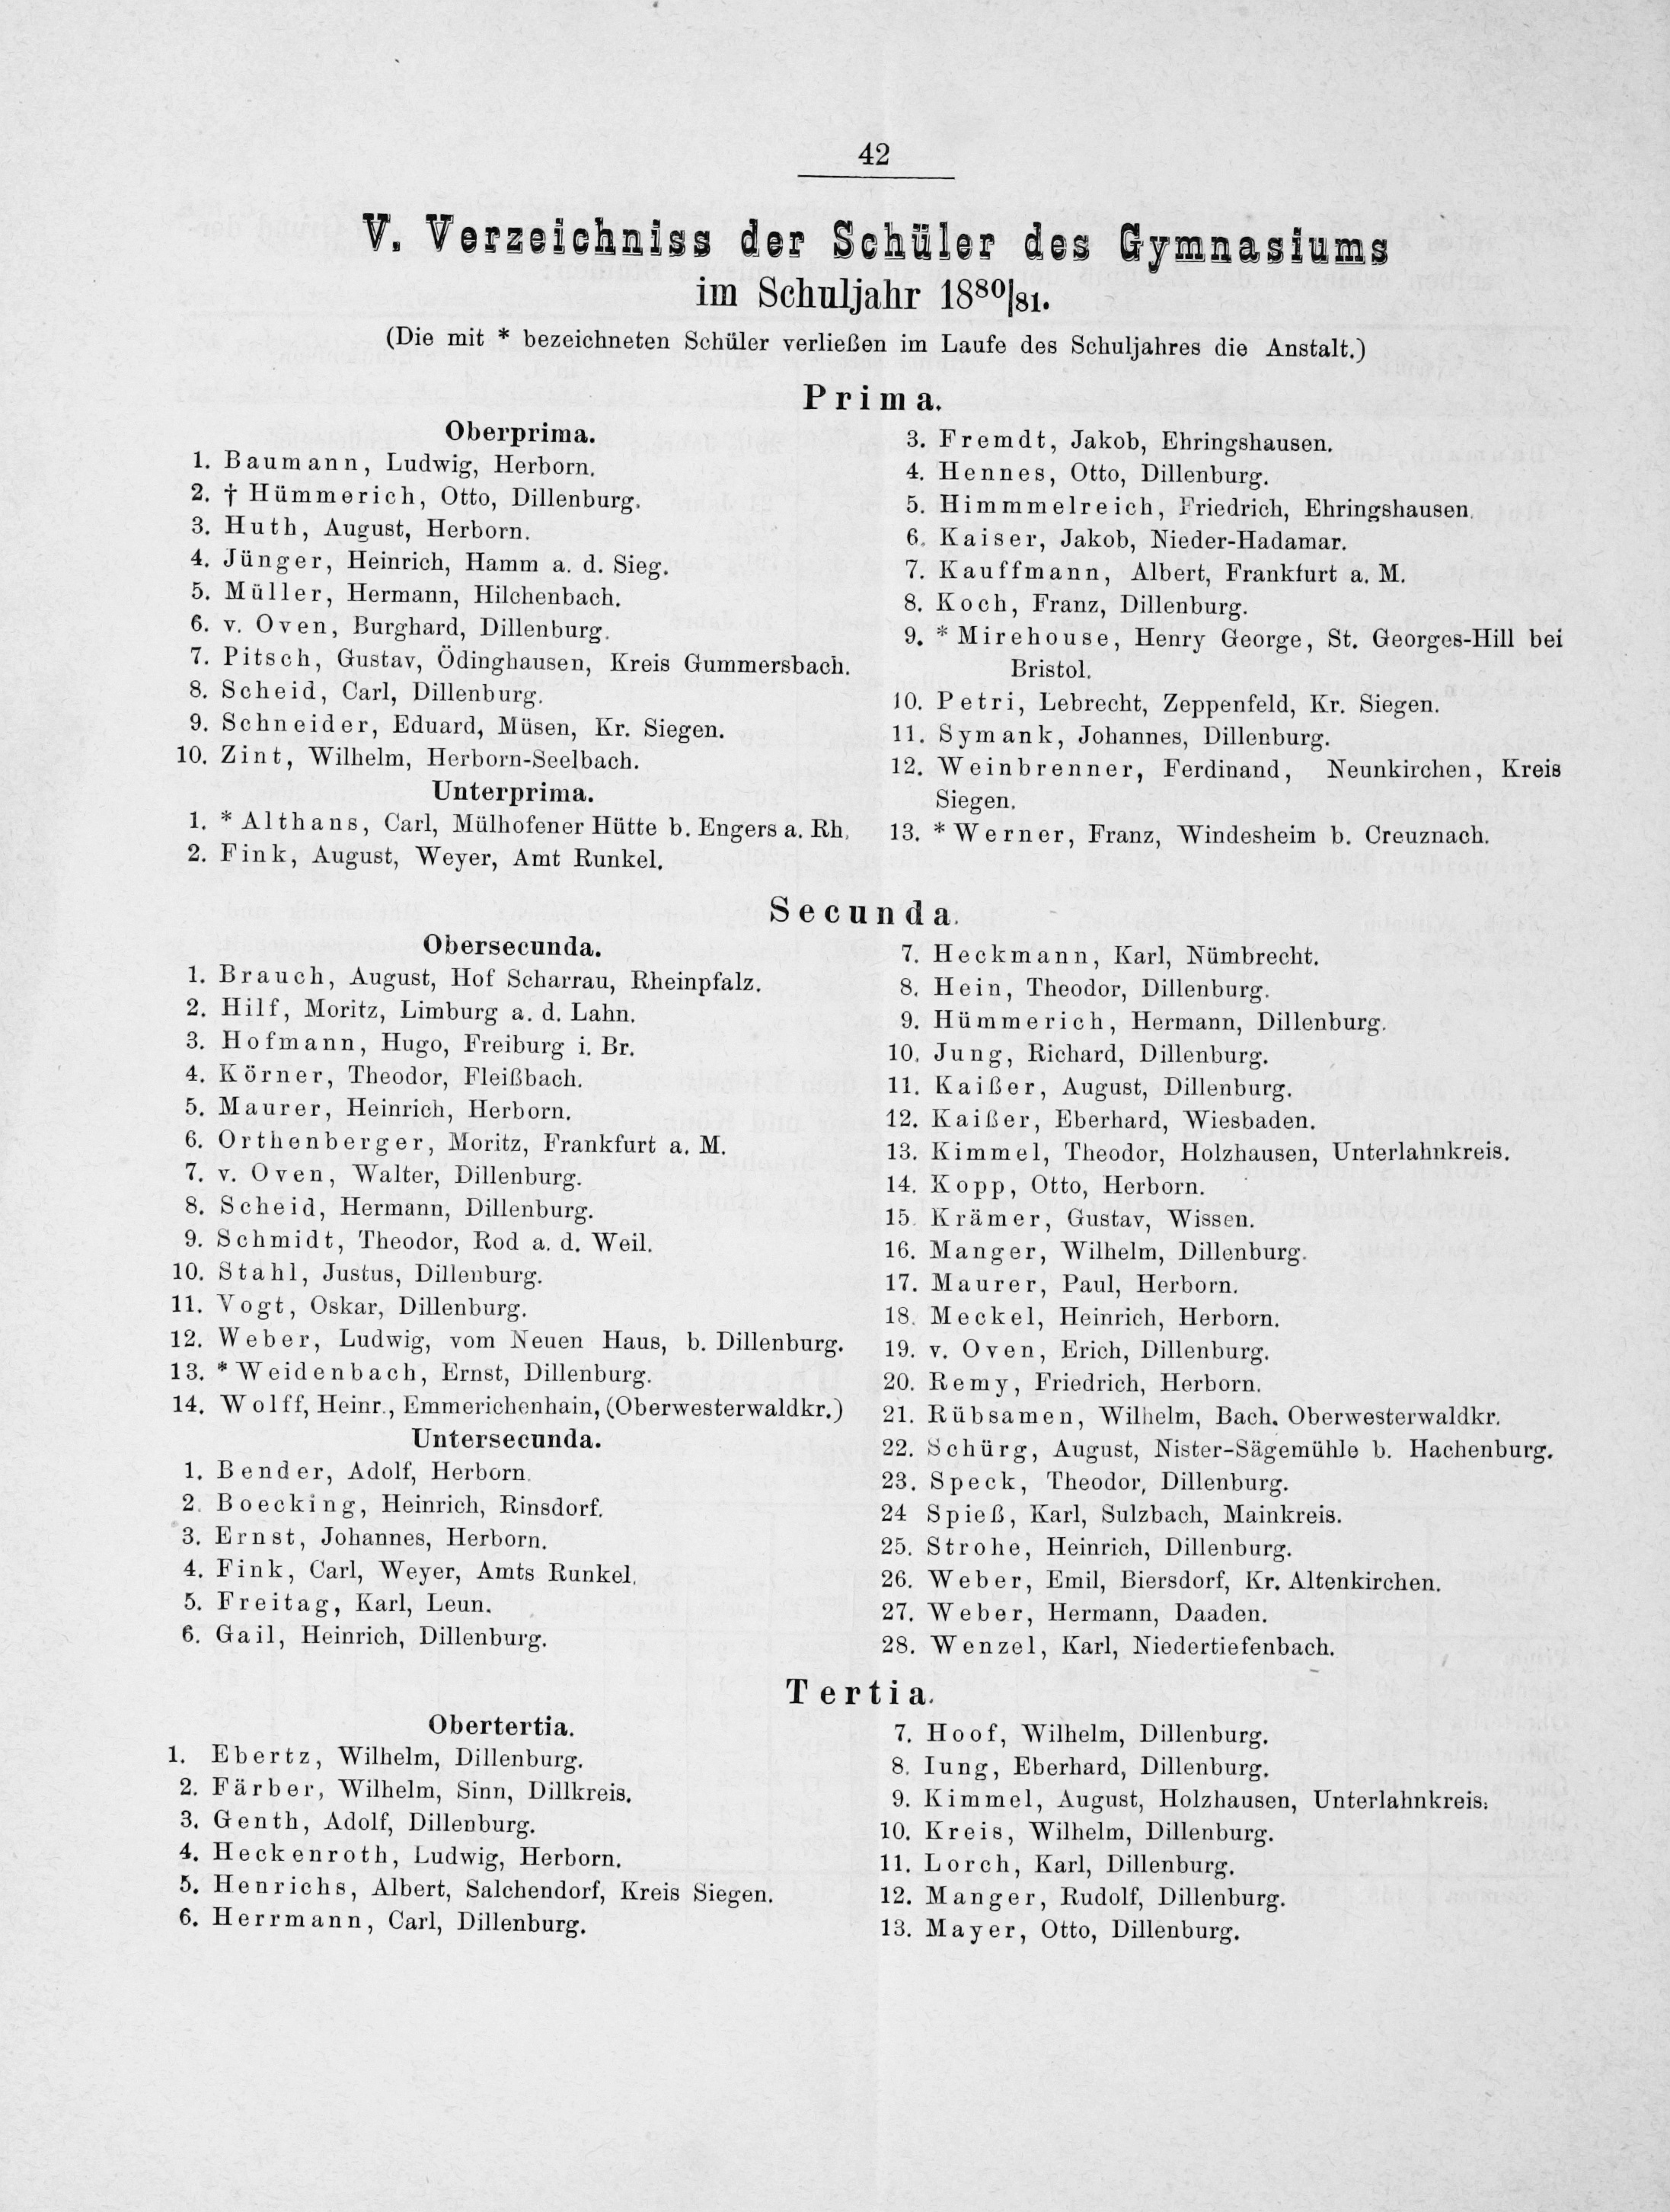 42
V. Verzeichniss der Schüler des Gymnasiums
im Schuljahr 1880/81.
(Die mit * bezeichneten Schüler verließen im Laufe des Schuljahres die Anstalt.)
Prima.
Oberprima.
1. Baumann, Ludwig, Herborn.
2. † Hümmerich, Otto, Dillenburg.
3. Huth, August, Herborn.
4. Jünger, Heinrich, Hamm a. d. Sieg.
5. Müller, Hermann, Hilchenbach.
6. v. Oven, Burghard, Dillenburg.
7. Pitsch, Gustav, Ödinghausen, Kreis Gummersbach.
8. Scheid, Carl, Dillenburg.
9. Schneider, Eduard, Müsen, Kr. Siegen.
10. Zint, Wilhelm, Herborn-Seelbach.
Unterprima.
1. * Althans, Carl, Mülhofener Hütte b. Engers a. Rh.
2. Fink, August, Weyer, Amt Runkel.
3. Fremdt, Jakob, Ehringshausen.
4. Hennes, Otto, Dillenburg.
5. Himmmelreich, Friedrich, Ehringshausen.
6. Kaiser, Jakob, Nieder-Hadamar.
7. Kauffmann, Albert, Frankfurt a. M.
8. Koch, Franz, Dillenburg.
9. * Mirehouse, Henry George, St. Georges-Hill bei
Bristol.
10. Petri, Lebrecht, Zeppenfeld, Kr. Siegen.
11. Symank, Johannes, Dillenburg.
12. Weinbrenner, Ferdinand, Neunkirchen, Kreis
Siegen.
13. * Werner, Franz, Windesheim b. Creuznach.
Secunda.
Obersecunda.
1. Brauch, August, Hof Scharrau, Rheinpfalz.
2. Hilf, Moritz, Limburg a. d. Lahn.
3. Hofmann, Hugo, Freiburg i. Br.
4. Körner, Theodor, Fleißbach.
5. Maurer, Heinrich, Herborn.
6. Orthenberger, Moritz, Frankfurt a. M.
7. v. Oven, Walter, Dillenburg.
8. Scheid, Hermann, Dillenburg.
9. Schmidt, Theodor, Rod a. d. Weil.
10. Stahl, Justus, Dillenburg.
11. Vogt, Oskar, Dillenburg.
12. Weber, Ludwig, vom Neuen Haus, b. Dillenburg.
13. * Weidenbach, Ernst, Dillenburg.
14. Wolff, Heinr., Emmerichenhain, (Oberwesterwaldkr.)
Untersecunda.
1. Bender, Adolf, Herborn.
2. Boecking, Heinrich, Rinsdorf.
3. Ernst, Johannes, Herborn.
4. Fink, Carl, Weyer, Amts Runkel.
5. Freitag, Karl, Leun.
6. Gail, Heinrich, Dillenburg.
7. Heckmann, Karl, Nümbrecht.
8. Hein, Theodor, Dillenburg.
9. Hümmerich, Hermann, Dillenburg.
10. Jung, Richard, Dillenburg.
11. Kaißer, August, Dillenburg.
12. Kaißer, Eberhard, Wiesbaden.
13. Kimmel, Theodor, Holzhausen, Unterlahnkreis.
14. Kopp, Otto, Herborn.
15. Krämer, Gustav, Wissen.
16. Manger, Wilhelm, Dillenburg.
17. Maurer, Paul, Herborn.
18. Meckel, Heinrich, Herborn.
19. v. Oven, Erich, Dillenburg.
20. Remy, Friedrich, Herborn.
21. Rübsamen, Wilhelm, Bach. Oberwesterwaldkr.
22. Schürg, August, Nister-Sägemühle b. Hachenburg.
23. Speck, Theodor, Dillenburg.
24 Spieß, Karl, Sulzbach, Mainkreis.
25. Strohe, Heinrich, Dillenburg.
26. Weber, Emil, Biersdorf, Kr. Altenkirchen.
27. Weber, Hermann, Daaden.
28. Wenzel, Karl, Niedertiefenbach.
Tertia.
Obertertia.
1. Ebertz, Wilhelm, Dillenburg.
2. Färber, Wilhelm, Sinn, Dillkreis.
3. Genth, Adolf, Dillenburg.
4. Heckenroth, Ludwig, Herborn.
5. Henrichs, Albert, Salchendorf, Kreis Siegen.
6. Herrmann, Carl, Dillenburg.
7. Hoof, Wilhelm, Dillenburg.
8. Iung, Eberhard, Dillenburg.
9. Kimmel, August, Holzhausen, Unterlahnkreis.
10. Kreis, Wilhelm, Dillenburg.
11. Lorch, Karl, Dillenburg.
12. Manger, Rudolf, Dillenburg.
13. Mayer, Otto, Dillenburg.